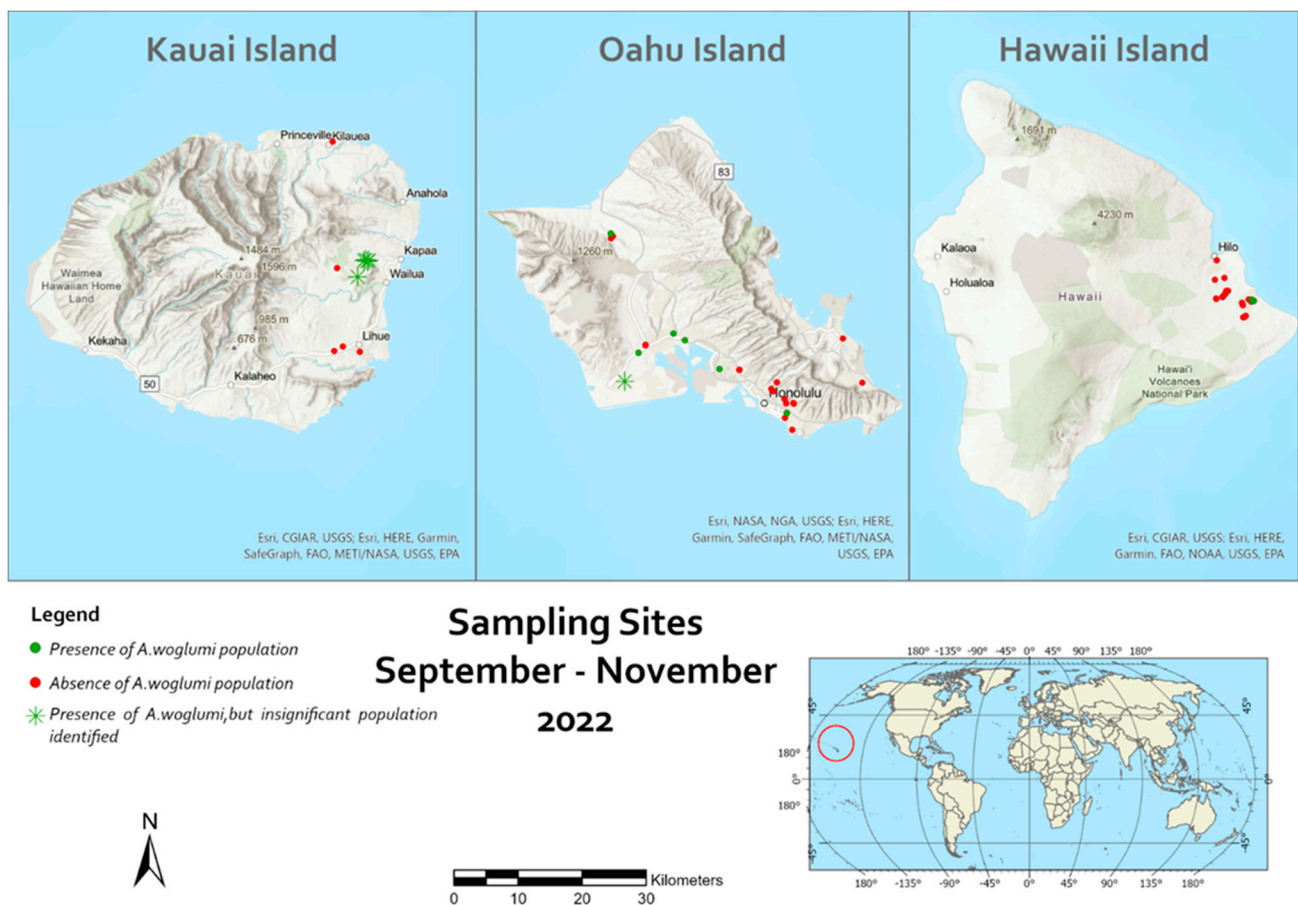 Kauai Island
Oahu Island
Hawaii Island
Princeville
Kilauea
Anahola
1484 m
1596 m
Kauai
Kapaa
Wailua
Waimea
Hawaiian Home
Land
985 m
676 m
Lihue
Kekaha
50
Kalaheo
Esri, CGIAR, USGS; Esri, HERE, Garmin,
SafeGraph, FAO, METI/NASA, USGS, EPA
83
1260 m
Honolulu
Esri, NASA, NGA, USGS; Esri, HERE,
Garmin, SafeGraph, FAO, METI/NASA,
USGS, EPA
1691 m
4230 m
Kalaoa
Hilo
Holualoa
Hawaii
Hawai'i
Volcanoes
National Park
Esri, CGIAR, USGS; Esri, HERE,
Garmin, FAO, NOAA, USGS, EPA
Legend
Presence of A.woglumi population
Absence of A.woglumi population
Presence of A.woglumi,but insignificant population
identified
Sampling Sites
September - November
2022
N
Kilometers
0 10 20 30
180° -135° -90° -45° 0° 45° 90° 135° 180°
45° 45°
180°
0° 0°
180°
-45° -45°
180° -135° -90° -45° 0° 45° 90° 135° 180°